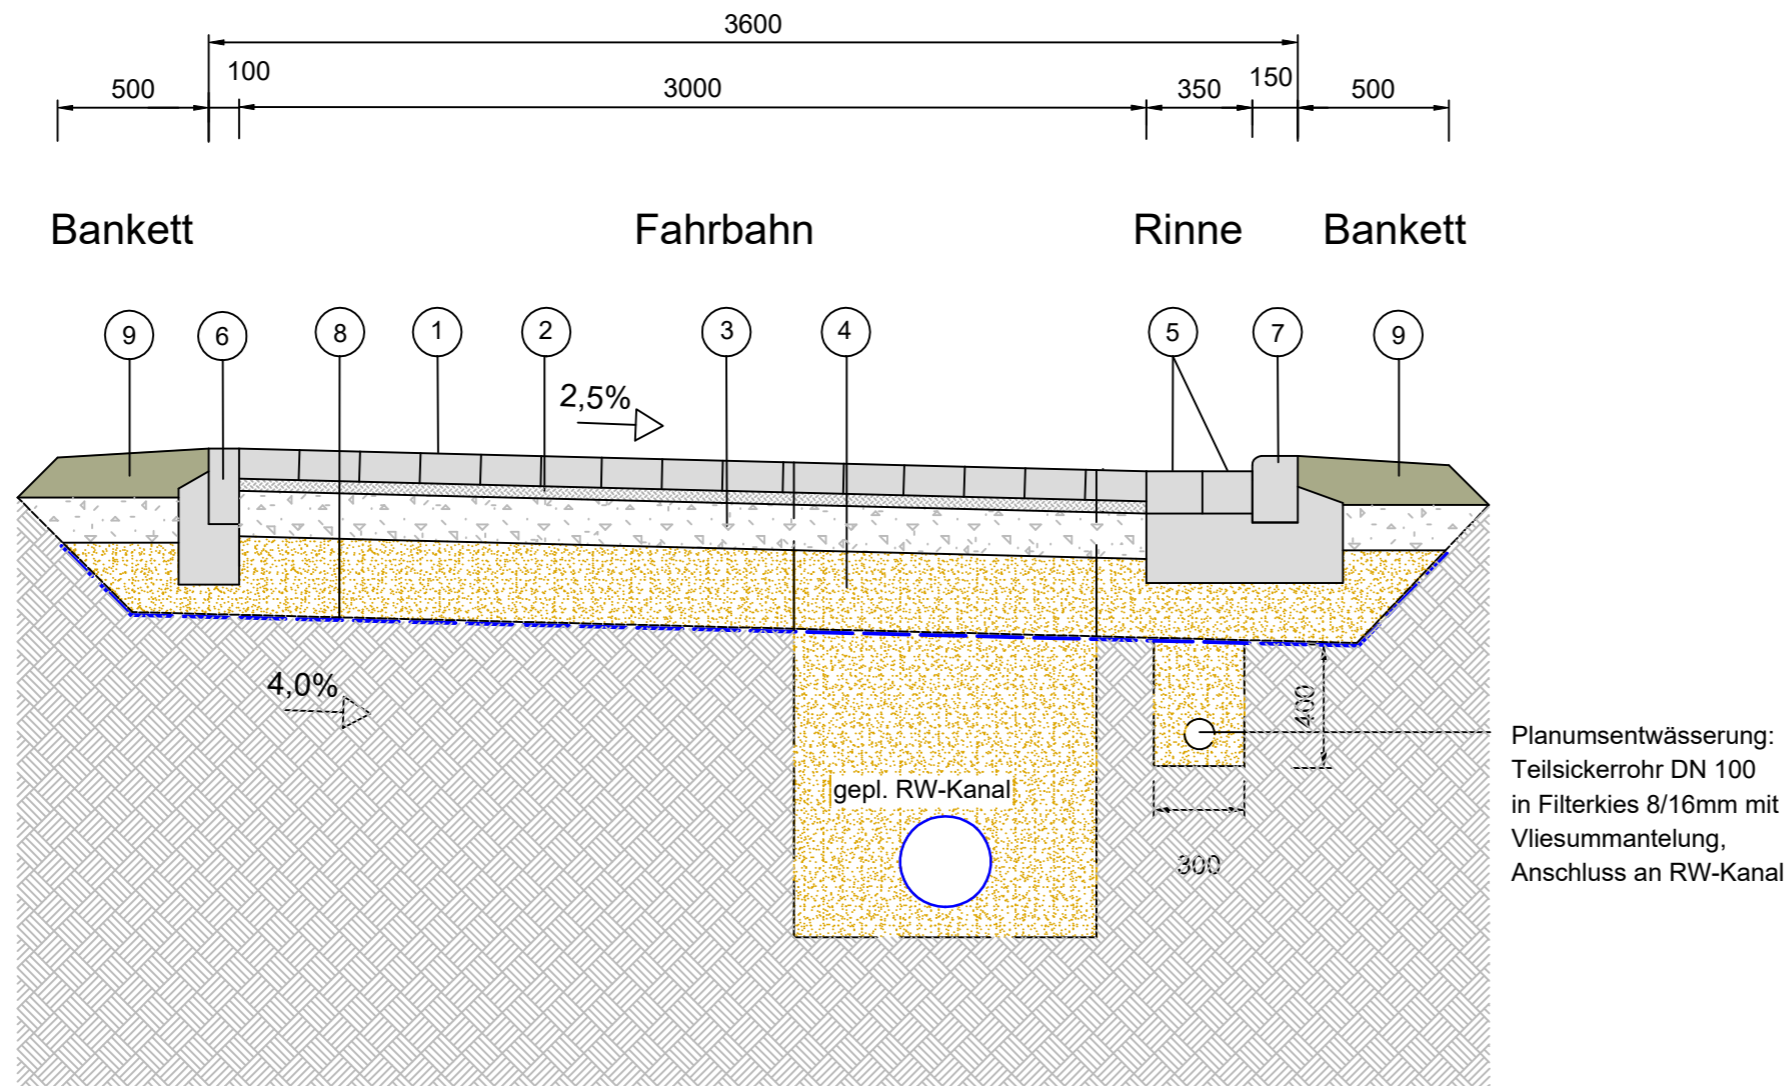 3600
500
100
3000
350
150
500
Bankett
Fahrbahn
Rinne
Bankett
9
6
8
1
2
3
4
5
7
9
2,5%
4,0%
400
gepl. RW-Kanal
300
Planumsentwässerung:
Teilsickerrohr DN 100
in Filterkies 8/16mm mit
Vliesummantelung,
Anschluss an RW-Kanal